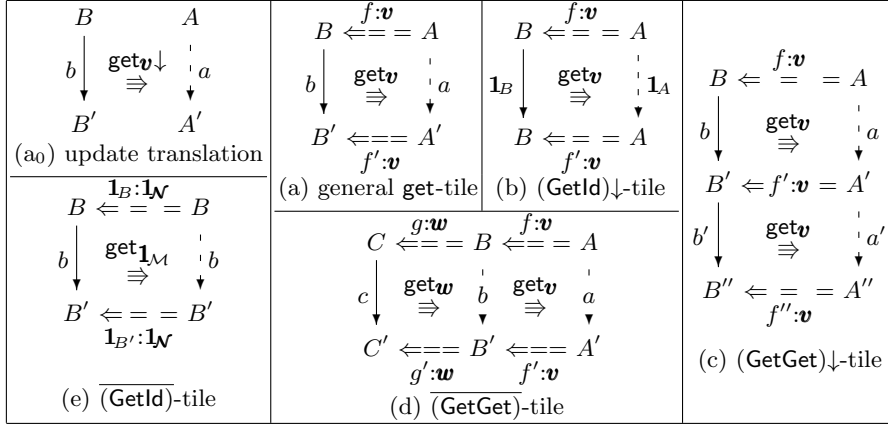 B A
b get𝒗↓ ⇛ a
B′ A′
(a₀) update translation
f:𝒗
B ⇐== A
b get𝒗 ⇛ a
B′ ⇐== A′
f′:𝒗
(a) general get-tile
f:𝒗
B ⇐== A
𝟏_B get𝒗 ⇛ 𝟏_A
B ⇐== A
f′:𝒗
(b) (GetId)↓-tile
f:𝒗
B ⇐ = = A
b get𝒗 ⇛ a
B′ ⇐ f′:𝒗 = A′
b′ get𝒗 ⇛ a′
B′′ ⇐ = = A′′
f′′:𝒗
(c) (GetGet)↓-tile
𝟏_B:𝟏_𝓝
B ⇐ = = B
b get𝟏_ℳ ⇛ b
B′ ⇐ = = B′
𝟏_B′:𝟏_𝓝
(e) (GetId)-tile
g:𝒘 f:𝒗
C ⇐== B ⇐== A
c get𝒘 ⇛ b get𝒗 ⇛ a
C′ ⇐== B′ ⇐== A′
g′:𝒘 f′:𝒗
(d) (GetGet)-tile